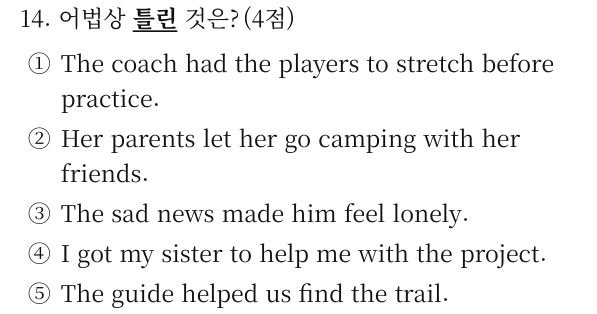 14. 어법상 틀린 것은?(4점)
① The coach had the players to stretch before
practice.
② Her parents let her go camping with her
friends.
③ The sad news made him feel lonely.
④ I got my sister to help me with the project.
⑤ The guide helped us find the trail.